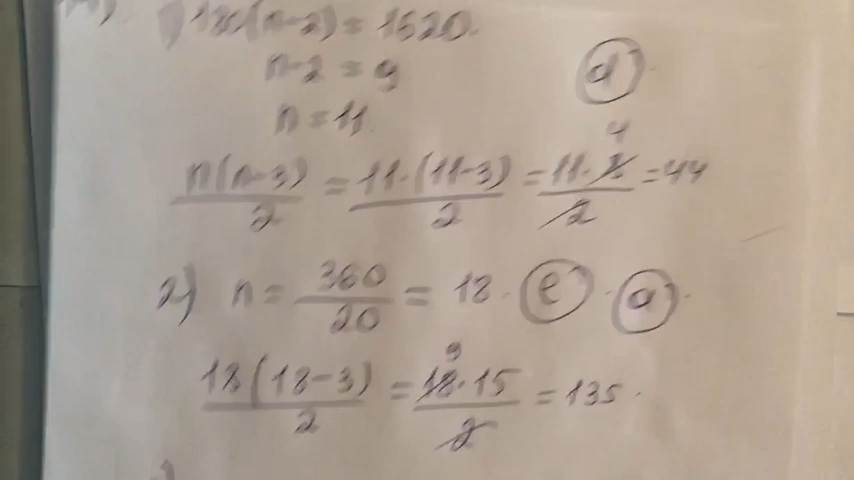 1) 180(n-2) = 1620.
n-2 = 9 d)
n = 11.
n(n-3)/2 = 11·(11-3)/2 = 11·8/2 4 = 44
2) n = 360/20 = 18. e) . a) .
18(18-3)/2 = 18·15/2 9 = 135.